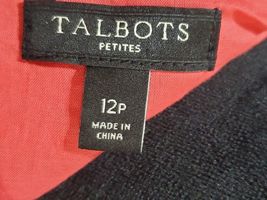 TALBOTS
PETITES
12P
MADE IN
CHINA